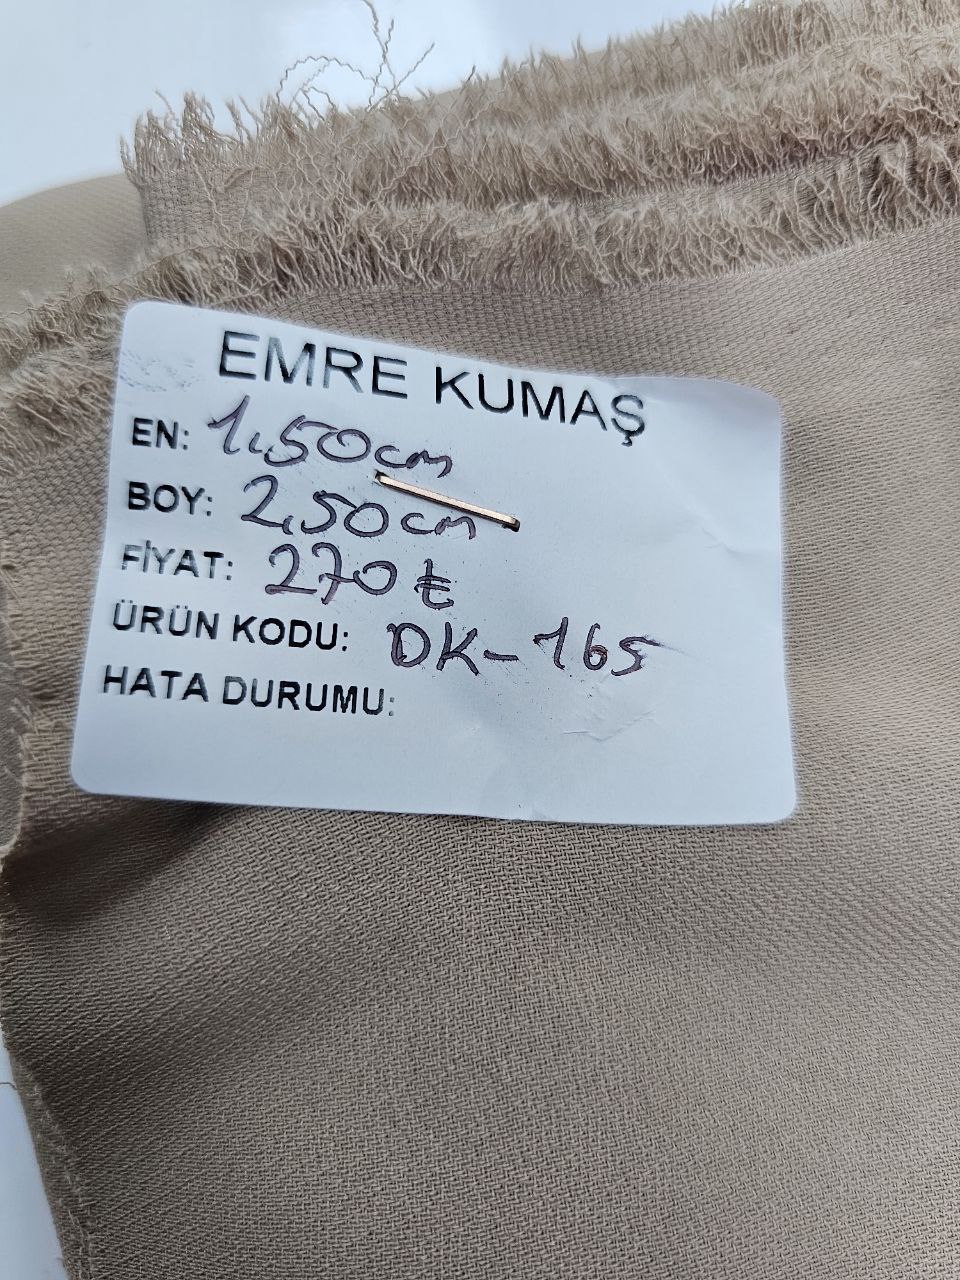 EMRE KUMAŞ
EN: 1.50cm
BOY: 2.50cm
FİYAT: 270 ₺
ÜRÜN KODU: DK-165
HATA DURUMU: